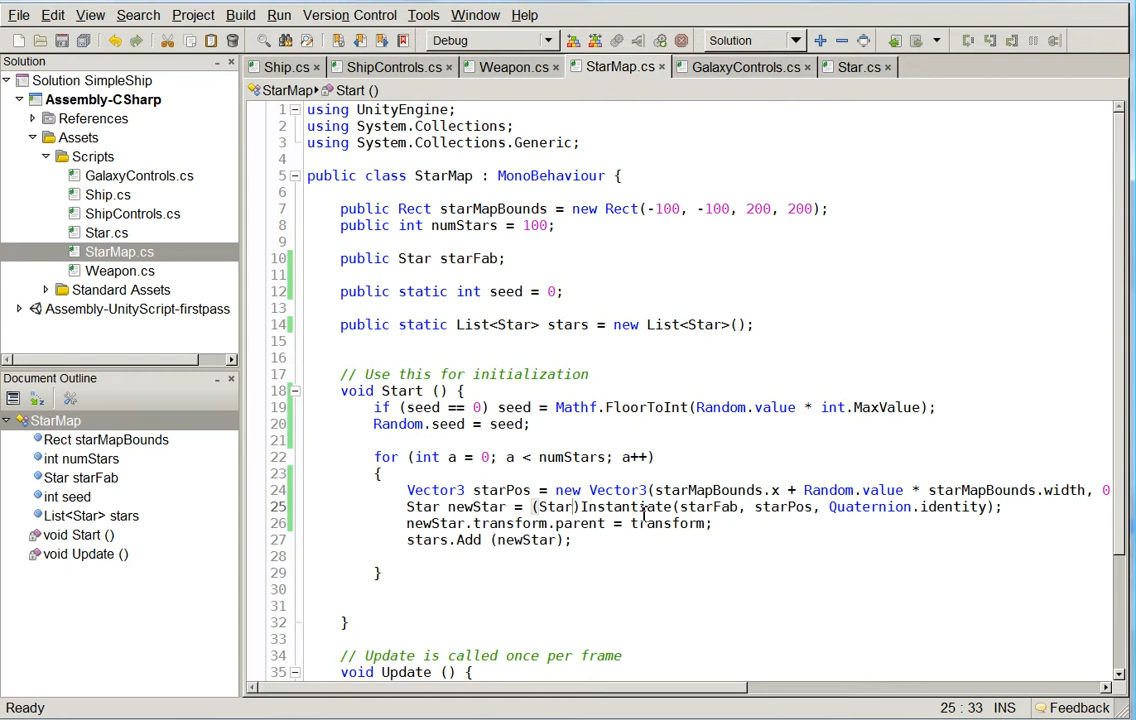 File Edit View Search Project Build Run Version Control Tools Window Help
Debug Solution
Solution
Solution SimpleShip
Assembly-CSharp
References
Assets
Scripts
GalaxyControls.cs
Ship.cs
ShipControls.cs
Star.cs
StarMap.cs
Weapon.cs
Standard Assets
Assembly-UnityScript-firstpass
Document Outline
StarMap
Rect starMapBounds
int numStars
Star starFab
int seed
List<Star> stars
void Start ()
void Update ()
Ship.cs × ShipControls.cs × Weapon.cs × StarMap.cs × GalaxyControls.cs × Star.cs ×
StarMap Start ()
1 using UnityEngine;
2 using System.Collections;
3 using System.Collections.Generic;
4
5 public class StarMap : MonoBehaviour {
6
7 public Rect starMapBounds = new Rect(-100, -100, 200, 200);
8 public int numStars = 100;
9
10 public Star starFab;
11
12 public static int seed = 0;
13
14 public static List<Star> stars = new List<Star>();
15
16
17 // Use this for initialization
18 void Start () {
19 if (seed == 0) seed = Mathf.FloorToInt(Random.value * int.MaxValue);
20 Random.seed = seed;
21
22 for (int a = 0; a < numStars; a++)
23 {
24 Vector3 starPos = new Vector3(starMapBounds.x + Random.value * starMapBounds.width, 0
25 Star newStar = (Star)Instantiate(starFab, starPos, Quaternion.identity);
26 newStar.transform.parent = transform;
27 stars.Add (newStar);
28
29 }
30
31
32 }
33
34 // Update is called once per frame
35 void Update () {
Ready 25 : 33 INS Feedback